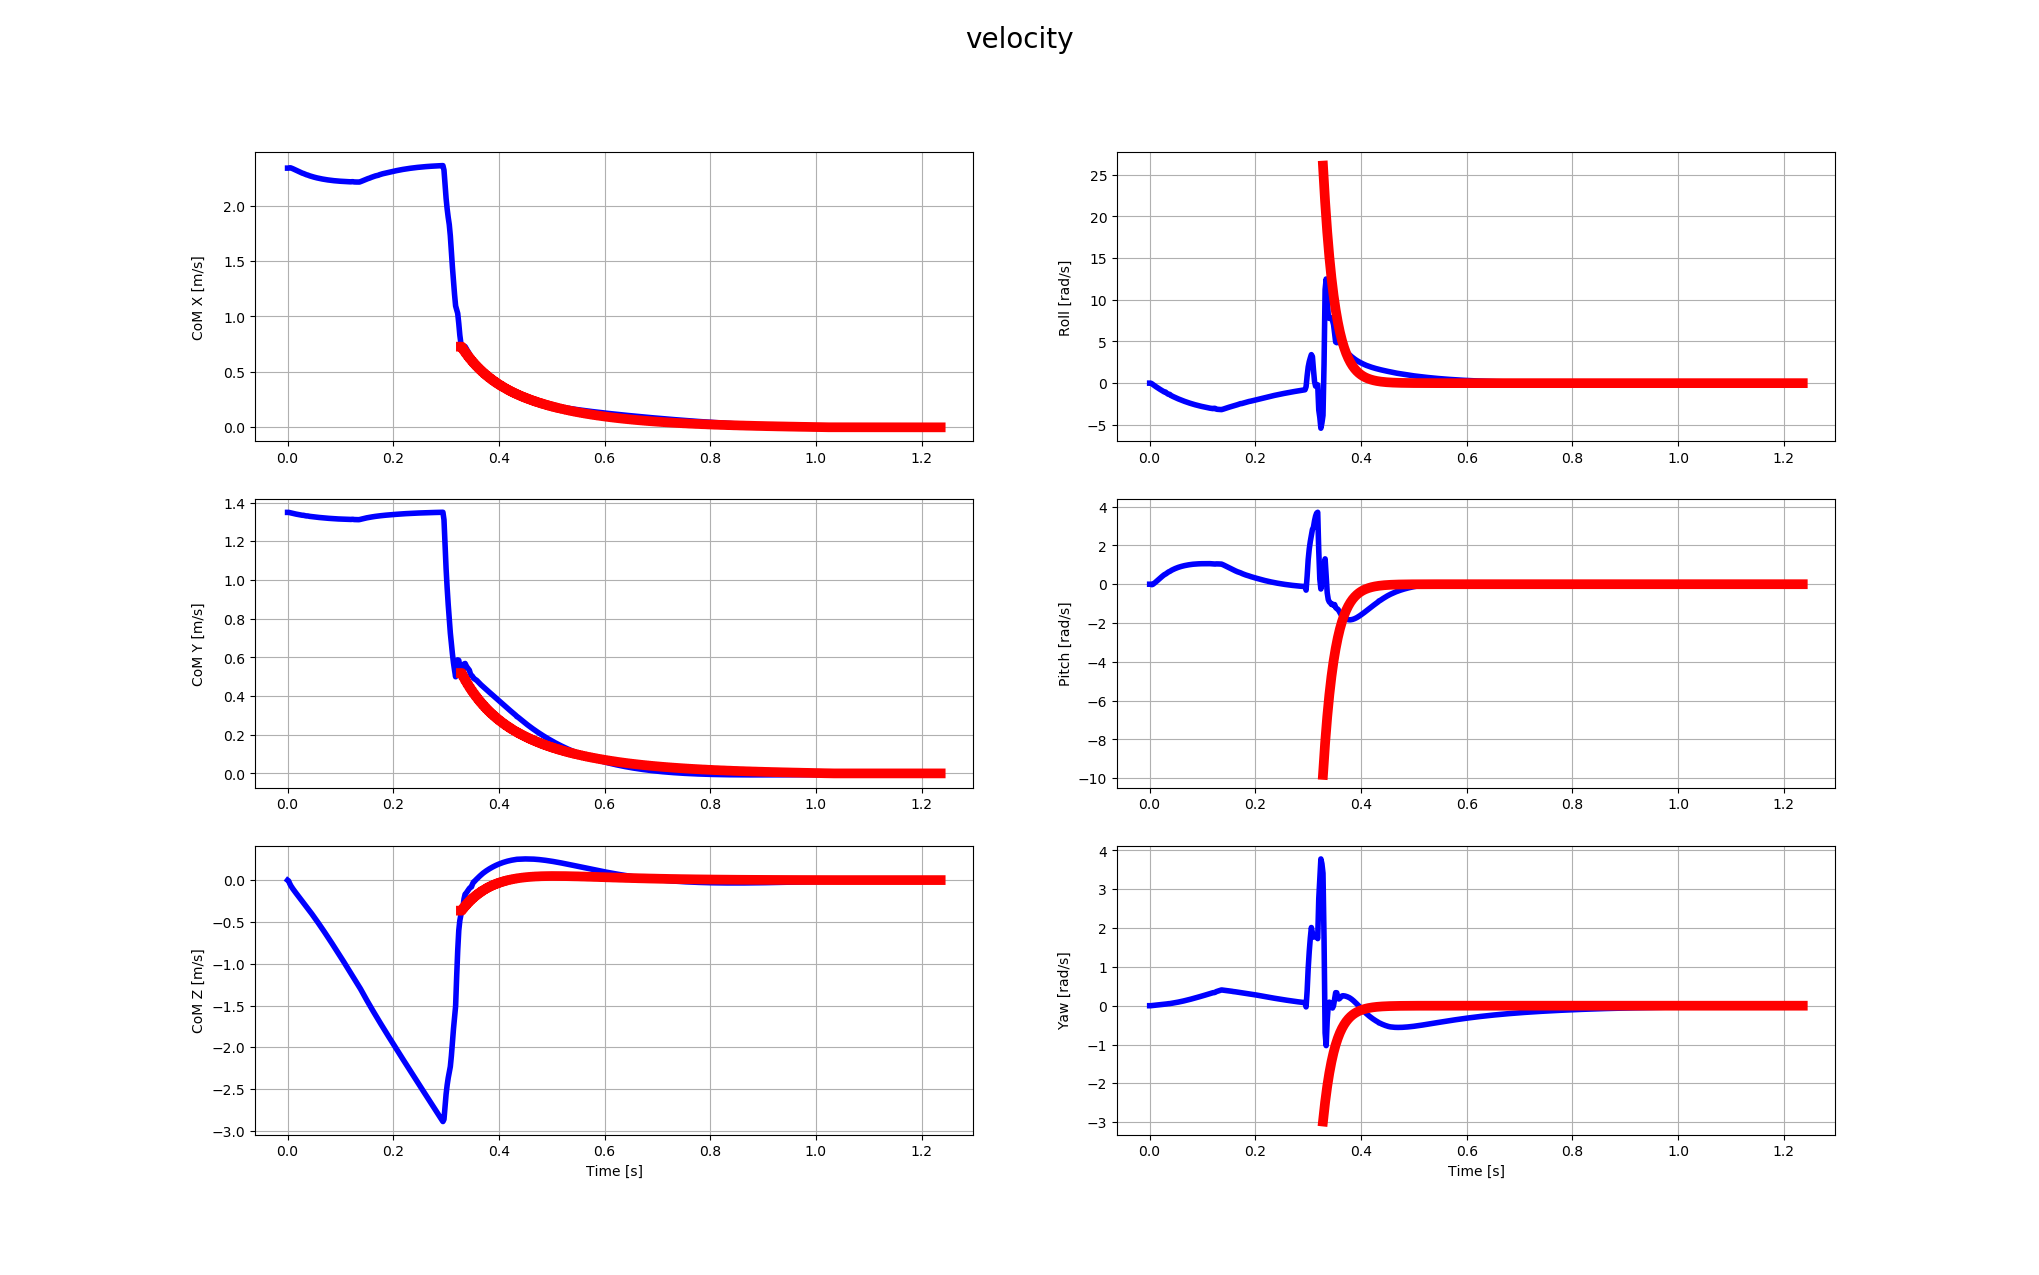 velocity
CoM X [m/s]
2.0
1.5
1.0
0.5
0.0
0.0 0.2 0.4 0.6 0.8 1.0 1.2
Roll [rad/s]
25
20
15
10
5
0
−5
0.0 0.2 0.4 0.6 0.8 1.0 1.2
CoM Y [m/s]
1.4
1.2
1.0
0.8
0.6
0.4
0.2
0.0
0.0 0.2 0.4 0.6 0.8 1.0 1.2
Pitch [rad/s]
4
2
0
−2
−4
−6
−8
−10
0.0 0.2 0.4 0.6 0.8 1.0 1.2
CoM Z [m/s]
0.0
−0.5
−1.0
−1.5
−2.0
−2.5
−3.0
0.0 0.2 0.4 0.6 0.8 1.0 1.2
Time [s]
Yaw [rad/s]
4
3
2
1
0
−1
−2
−3
0.0 0.2 0.4 0.6 0.8 1.0 1.2
Time [s]